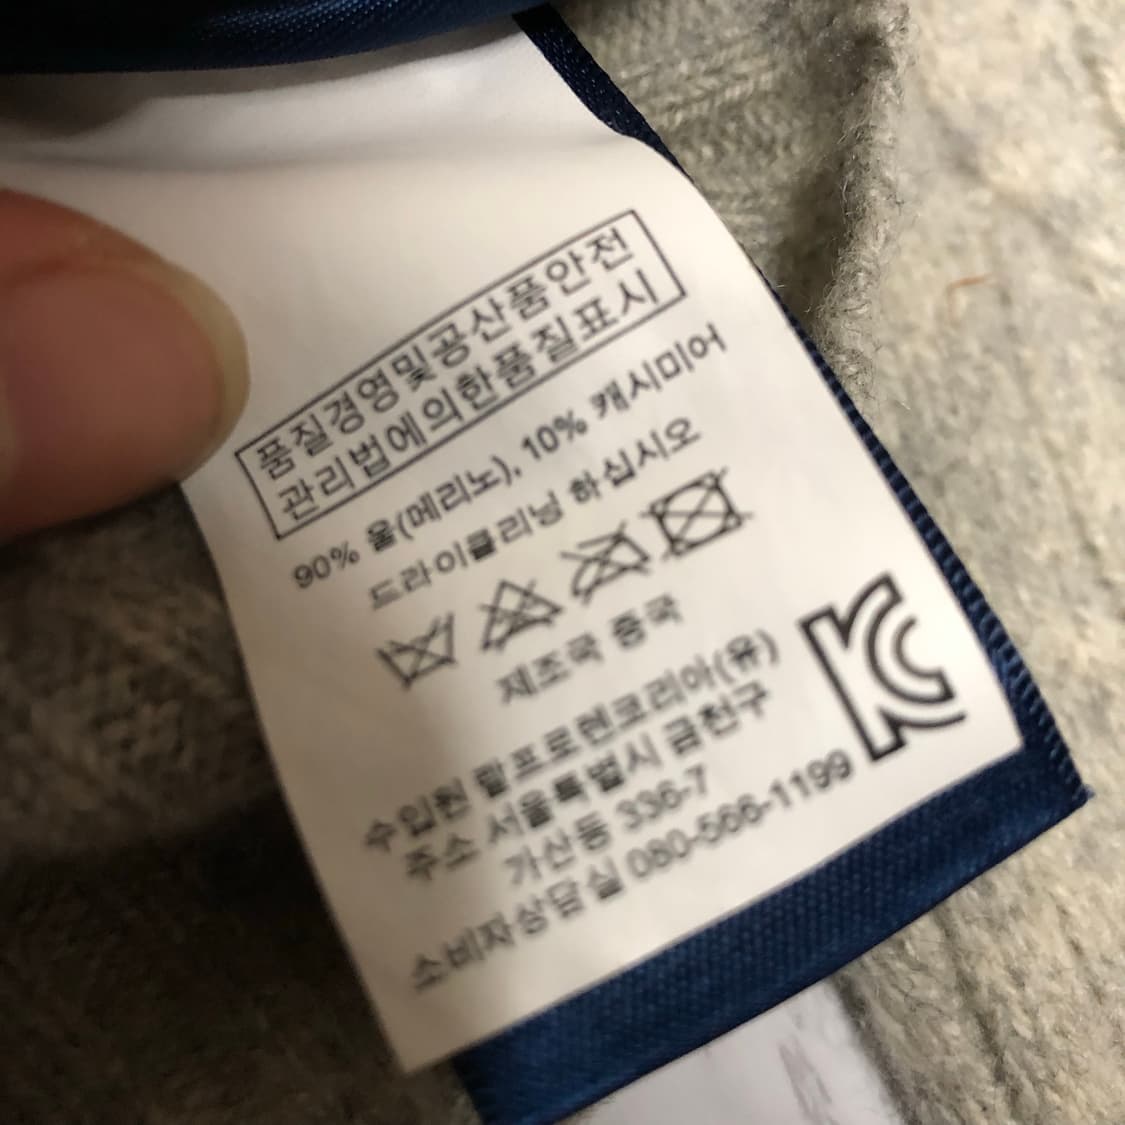 품질경영및공산품안전
관리법에의한품질표시
90% 울(메리노), 10% 캐시미어
드라이클리닝 하십시오
제조국 중국
수입원 랄프로렌코리아(유)
주소 서울특별시 금천구
가산동 336-7
소비자상담실 080-566-1199